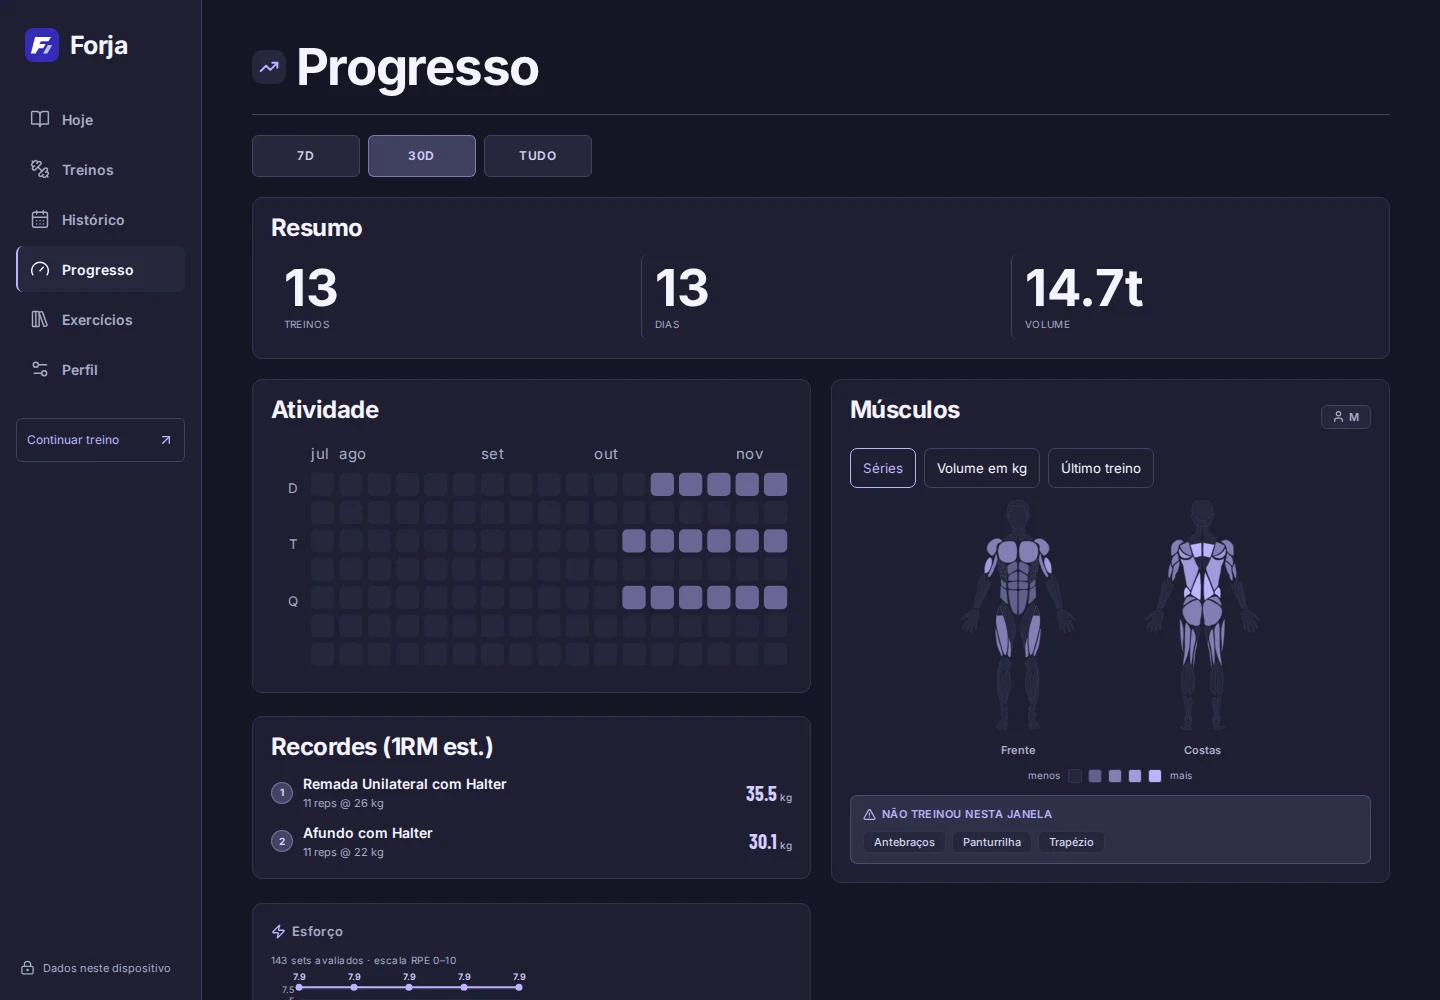 Forja
Hoje
Treinos
Histórico
Progresso
Exercícios
Perfil
Continuar treino
Dados neste dispositivo
Progresso
7D
30D
TUDO
Resumo
13
TREINOS
13
DIAS
14.7t
VOLUME
Atividade
jul ago set out nov
D
T
Q
Recordes (1RM est.)
1
Remada Unilateral com Halter
11 reps @ 26 kg
35.5 kg
2
Afundo com Halter
11 reps @ 22 kg
30.1 kg
Esforço
143 sets avaliados · escala RPE 0–10
7.9 7.9 7.9 7.9 7.9
7.5
Músculos
M
Séries
Volume em kg
Último treino
Frente
Costas
menos
mais
NÃO TREINOU NESTA JANELA
Antebraços
Panturrilha
Trapézio